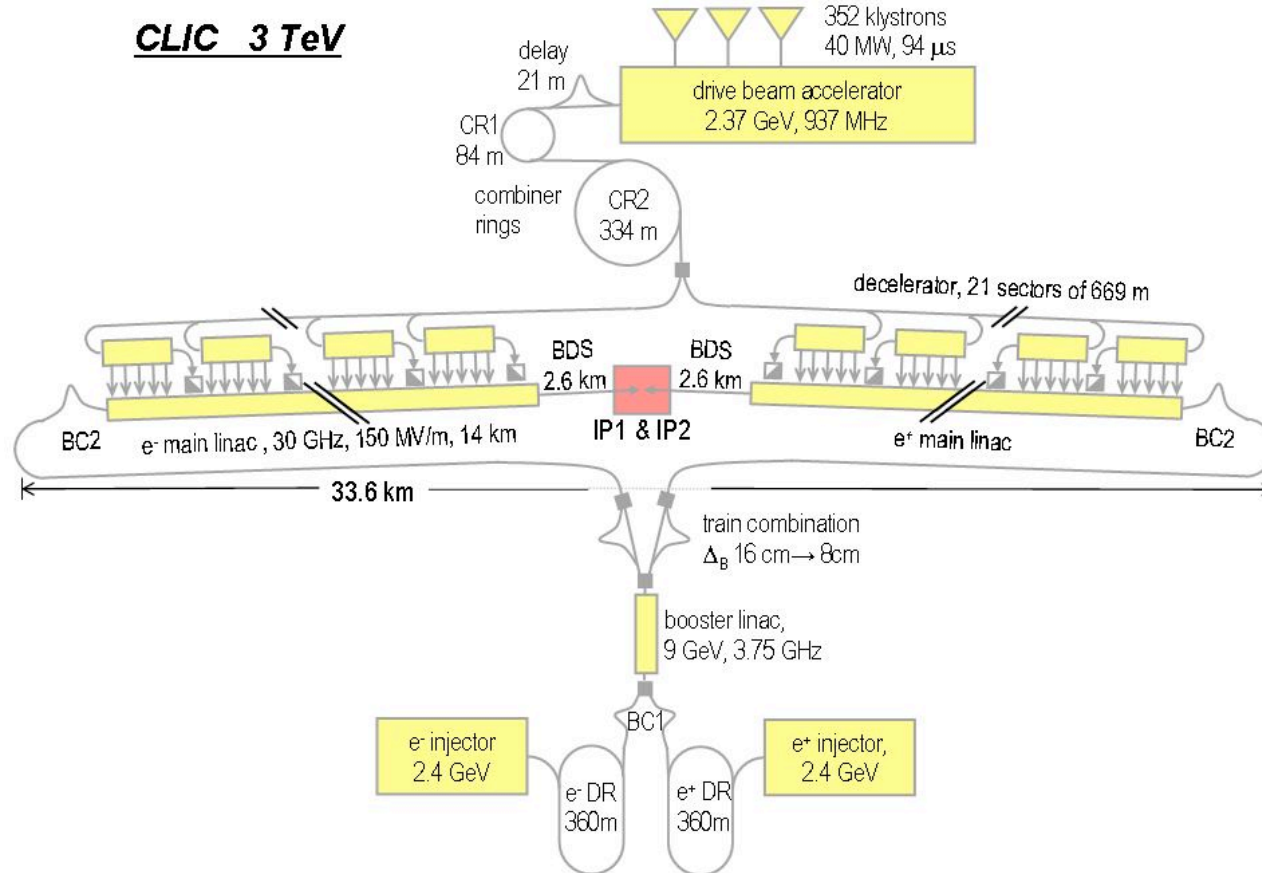 CLIC 3 TeV
352 klystrons
40 MW, 94 μs
delay
21 m
drive beam accelerator
2.37 GeV, 937 MHz
CR1
84 m
combiner
rings
CR2
334 m
decelerator, 21 sectors of 669 m
BDS
2.6 km
BDS
2.6 km
IP1 & IP2
BC2
e- main linac , 30 GHz, 150 MV/m, 14 km
e+ main linac
BC2
33.6 km
train combination
ΔB 16 cm→ 8cm
booster linac,
9 GeV, 3.75 GHz
BC1
e- injector
2.4 GeV
e+ injector,
2.4 GeV
e- DR
360m
e+ DR
360m